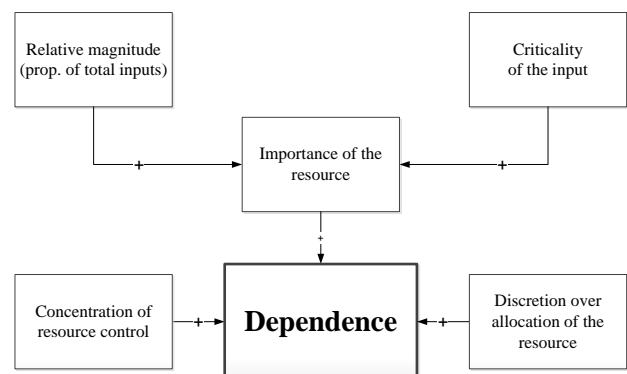 Relative magnitude
(prop. of total inputs)
Criticality
of the input
+
+
Importance of the
resource
+
Concentration of
resource control
+
Dependence
+
Discretion over
allocation of the
resource